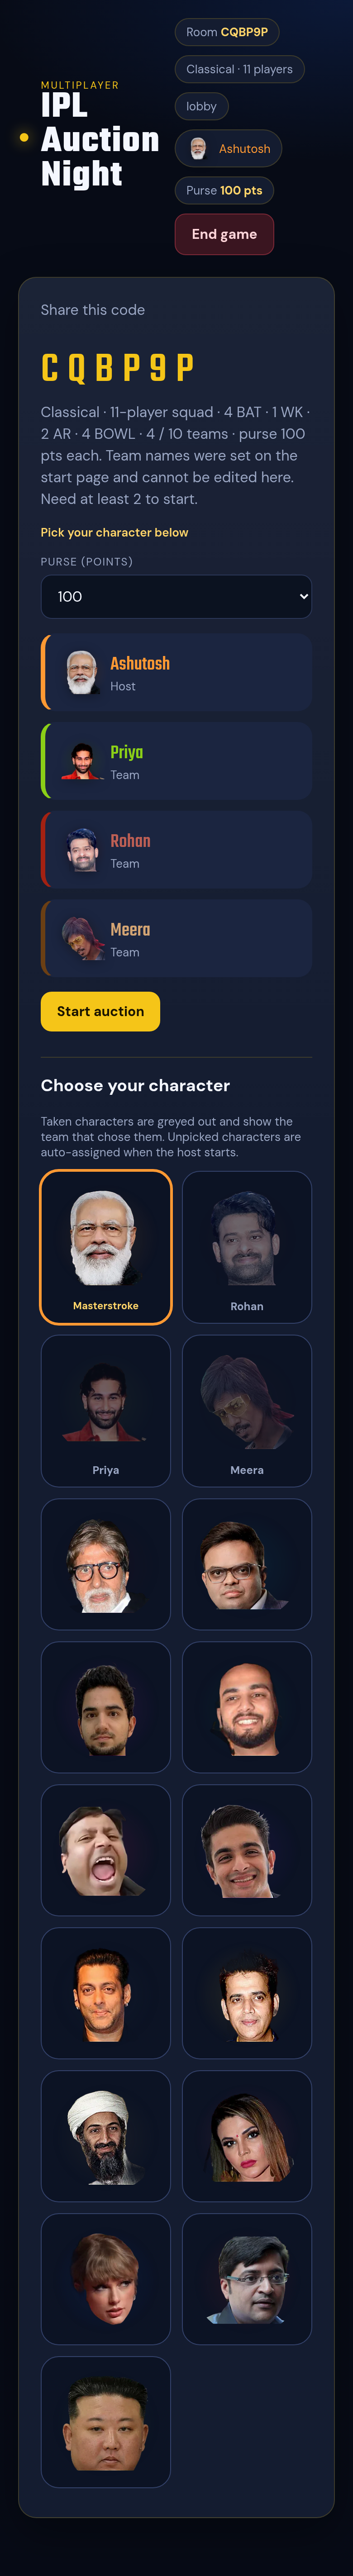 MULTIPLAYER
IPL
Auction
Night
Room CQBP9P
Classical · 11 players
lobby
Ashutosh
Purse 100 pts
End game
Share this code
CQBP9P
Classical · 11-player squad · 4 BAT · 1 WK ·
2 AR · 4 BOWL · 4 / 10 teams · purse 100
pts each. Team names were set on the
start page and cannot be edited here.
Need at least 2 to start.
Pick your character below
PURSE (POINTS)
100
Ashutosh
Host
Priya
Team
Rohan
Team
Meera
Team
Start auction
Choose your character
Taken characters are greyed out and show the
team that chose them. Unpicked characters are
auto-assigned when the host starts.
Masterstroke
Rohan
Priya
Meera